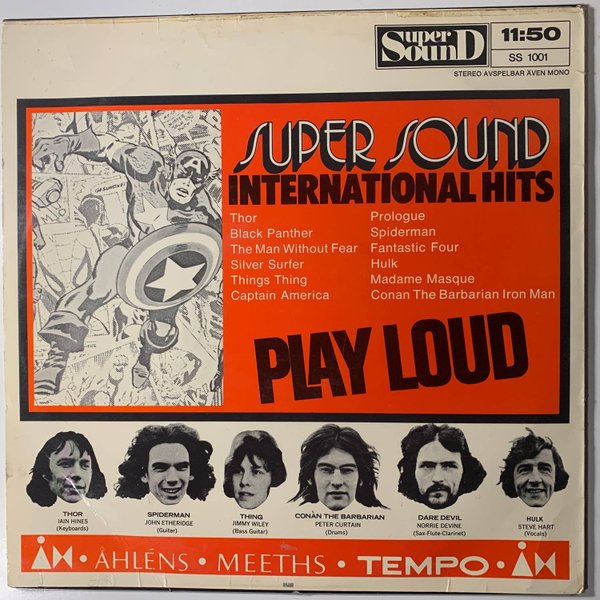 Super
Sound
11:50
SS 1001
STEREO AVSPELBAR ÄVEN MONO
SUPER SOUND
INTERNATIONAL HITS
Thor
Black Panther
The Man Without Fear
Silver Surfer
Things Thing
Captain America
Prologue
Spiderman
Fantastic Four
Hulk
Madame Masque
Conan The Barbarian Iron Man
PLAY LOUD
THOR
IAIN HINES
(Keyboards)
SPIDERMAN
JOHN ETHERIDGE
(Guitar)
THING
JIMMY WILEY
(Bass Guitar)
CONAN THE BARBARIAN
PETER CURTAIN
(Drums)
DARE DEVIL
NORRIE DEVINE
(Sax-Flute-Clarinet)
HULK
STEVE HART
(Vocals)
ÅH • ÅHLÉNS • MEETHS • TEMPO • ÅH